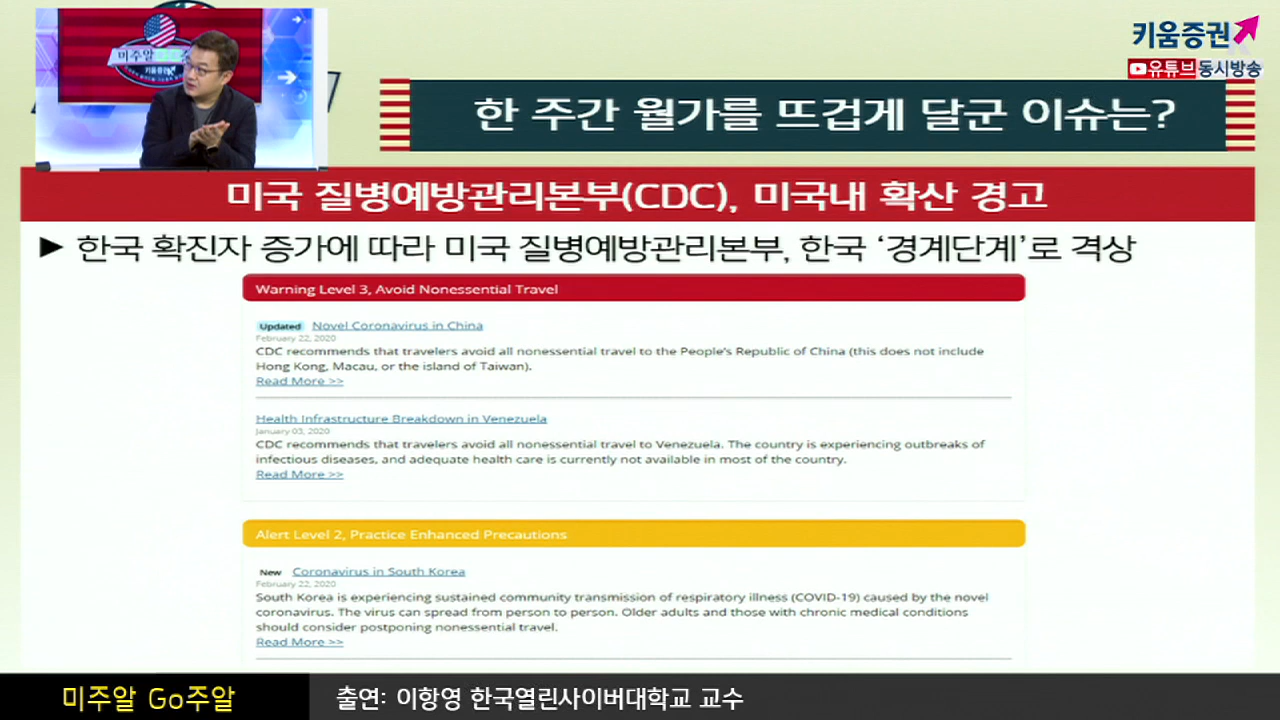 미주알
키움증권
키움증권
유튜브 동시방송
한 주간 월가를 뜨겁게 달군 이슈는?
미국 질병예방관리본부(CDC), 미국내 확산 경고
▶ 한국 확진자 증가에 따라 미국 질병예방관리본부, 한국 ‘경계단계’로 격상
Warning Level 3, Avoid Nonessential Travel
Updated Novel Coronavirus in China
February 22, 2020
CDC recommends that travelers avoid all nonessential travel to the People's Republic of China (this does not include
Hong Kong, Macau, or the island of Taiwan).
Read More >>
Health Infrastructure Breakdown in Venezuela
January 03, 2020
CDC recommends that travelers avoid all nonessential travel to Venezuela. The country is experiencing outbreaks of
infectious diseases, and adequate health care is currently not available in most of the country.
Read More >>
Alert Level 2, Practice Enhanced Precautions
New Coronavirus in South Korea
February 22, 2020
South Korea is experiencing sustained community transmission of respiratory illness (COVID-19) caused by the novel
coronavirus. The virus can spread from person to person. Older adults and those with chronic medical conditions
should consider postponing nonessential travel.
Read More >>
미주알 Go주알
출연: 이항영 한국열린사이버대학교 교수